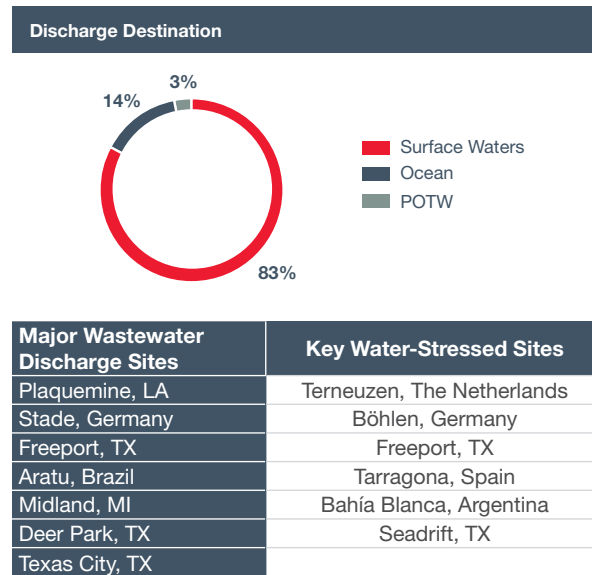 Discharge Destination
3%
14%
Surface Waters
Ocean
POTW
83%
Major Wastewater
Discharge Sites
Key Water-Stressed Sites
Plaquemine, LA
Terneuzen, The Netherlands
Stade, Germany
Böhlen, Germany
Freeport, TX
Freeport, TX
Aratu, Brazil
Tarragona, Spain
Midland, MI
Bahía Blanca, Argentina
Deer Park, TX
Seadrift, TX
Texas City, TX